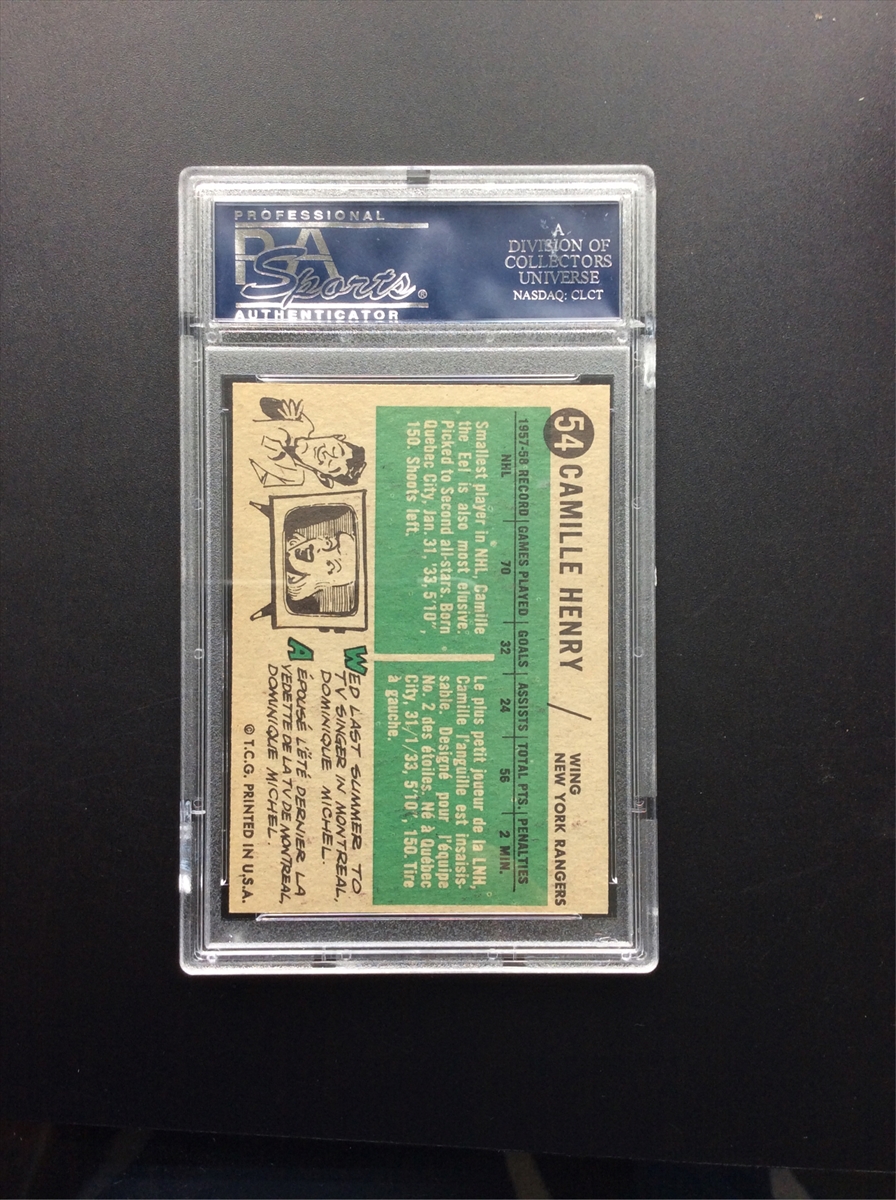 PROFESSIONAL
PSA
Sports®
AUTHENTICATOR
A
DIVISION OF
COLLECTORS
UNIVERSE
NASDAQ: CLCT
54 CAMILLE HENRY /
WING
NEW YORK RANGERS
1957-58 RECORD | GAMES PLAYED | GOALS | ASSISTS | TOTAL PTS. | PENALTIES
NHL 70 32 24 56 2 MIN.
Smallest player in NHL, Camille
the Eel is also most elusive.
Picked to Second all-stars. Born
Quebec City, Jan. 31, '33, 5'10",
150. Shoots left.
Le plus petit joueur de la LNH,
Camille l'anguille est insaisis-
sable. Designé pour l'équipe
No. 2 des étoiles. Né à Québec
City, 31/1/33, 5'10", 150. Tire
à gauche.
WED LAST SUMMER TO
TV SINGER IN MONTREAL,
DOMINIQUE MICHEL.
A ÉPOUSÉ L'ÉTÉ DERNIER LA
VEDETTE DE LA TV DE MONTREAL,
DOMINIQUE MICHEL.
© T.C.G. PRINTED IN U.S.A.